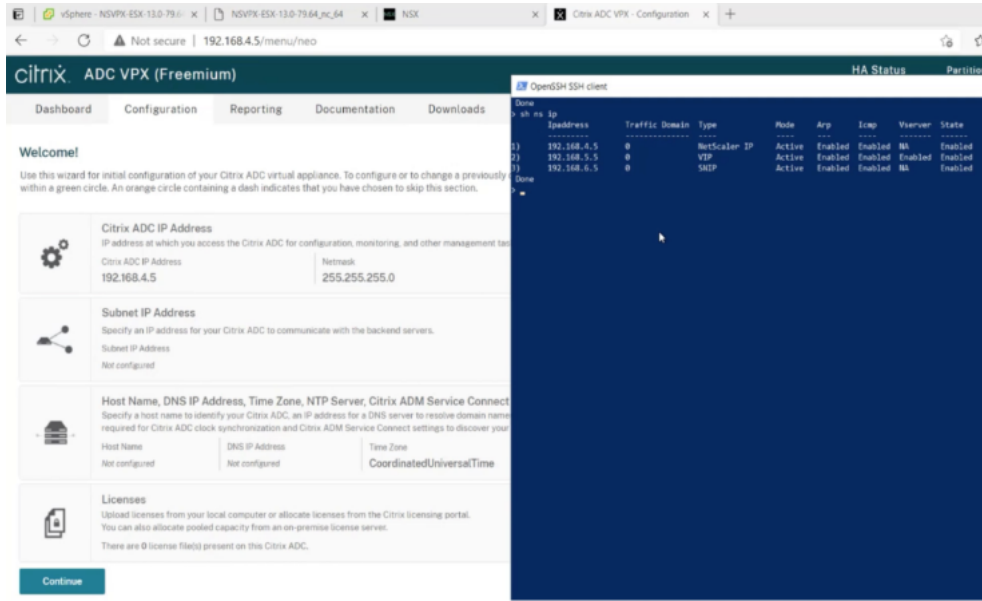 vSphere - NSVPX-ESX-13.0-79.6
NSVPX-ESX-13.0-79.64_nc_64
NSX
Citrix ADC VPX - Configuration
Not secure | 192.168.4.5/menu/neo
citrix. ADC VPX (Freemium)
HA Status
Partitio
Dashboard Configuration Reporting Documentation Downloads
Welcome!
Use this wizard for initial configuration of your Citrix ADC virtual appliance. To configure or to change a previously
within a green circle. An orange circle containing a dash indicates that you have chosen to skip this section.
Citrix ADC IP Address
IP address at which you access the Citrix ADC for configuration, monitoring, and other management tas
Citrix ADC IP Address Netmask
192.168.4.5 255.255.255.0
Subnet IP Address
Specify an IP address for your Citrix ADC to communicate with the backend servers.
Subnet IP Address
Not configured
Host Name, DNS IP Address, Time Zone, NTP Server, Citrix ADM Service Connect
Specify a host name to identify your Citrix ADC, an IP address for a DNS server to resolve domain name
required for Citrix ADC clock synchronization and Citrix ADM Service Connect settings to discover your
Host Name DNS IP Address Time Zone
Not configured Not configured CoordinatedUniversalTime
Licenses
Upload licenses from your local computer or allocate licenses from the Citrix licensing portal.
You can also allocate pooled capacity from an on-premise license server.
There are 0 license file(s) present on this Citrix ADC.
Continue
OpenSSH SSH client
Done
> sh ns ip
Ipaddress Traffic Domain Type Mode Arp Icmp Vserver State
--------- -------------- ---- ---- --- ---- ------- ------
1) 192.168.4.5 0 NetScaler IP Active Enabled Enabled NA Enabled
2) 192.168.5.5 0 VIP Active Enabled Enabled Enabled Enabled
3) 192.168.6.5 0 SNIP Active Enabled Enabled NA Enabled
Done
>